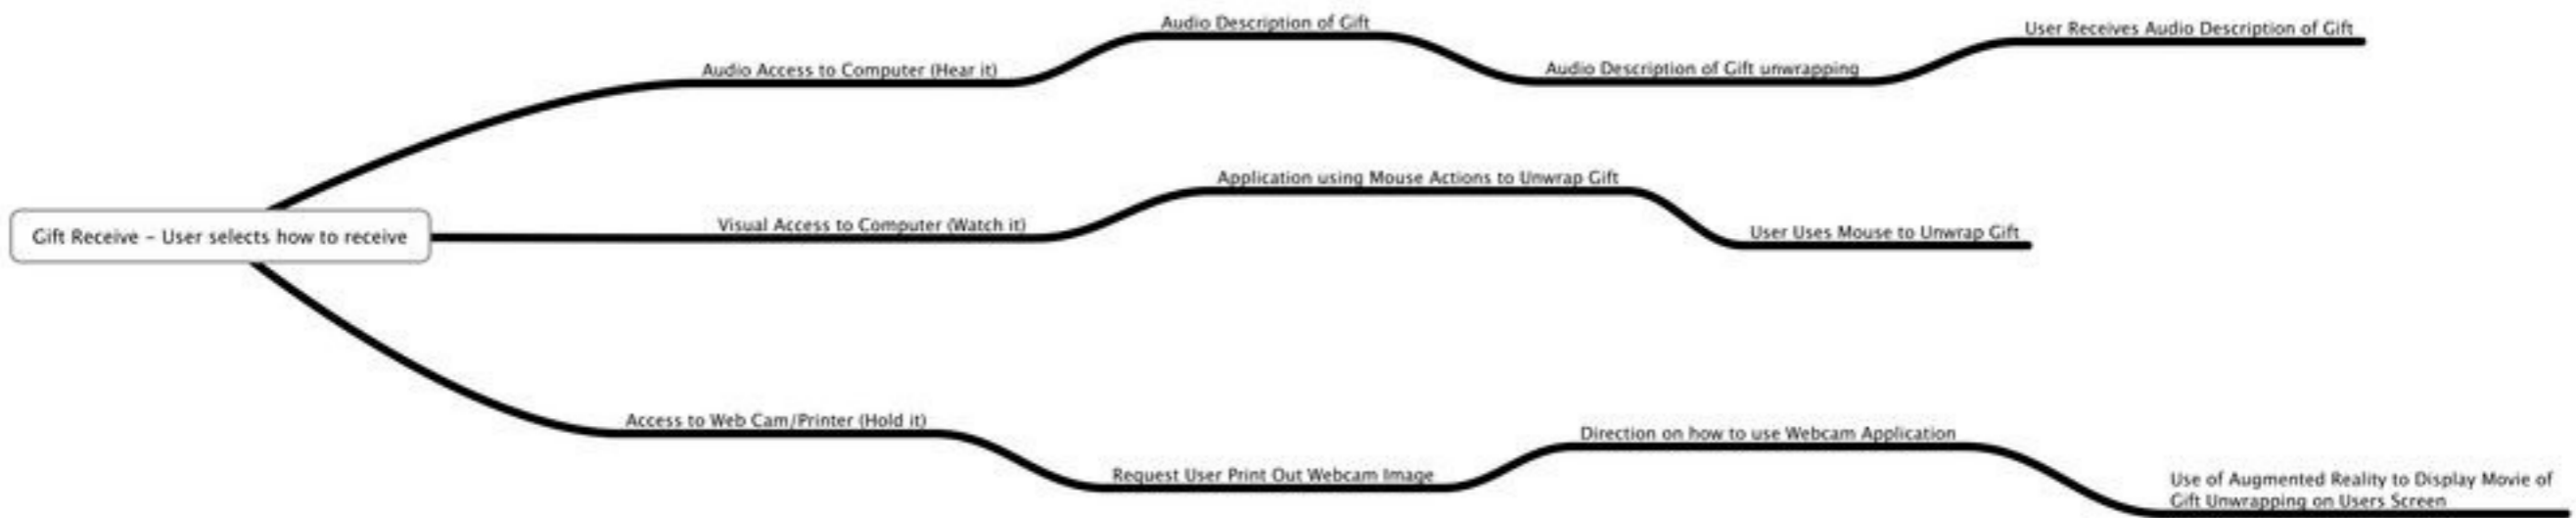 Audio Description of Gift
User Receives Audio Description of Gift
Audio Access to Computer (Hear it)
Audio Description of Gift unwrapping
Application using Mouse Actions to Unwrap Gift
Gift Receive - User selects how to receive
Visual Access to Computer (Watch it)
User Uses Mouse to Unwrap Gift
Access to Web Cam/Printer (Hold it)
Request User Print Out Webcam Image
Direction on how to use Webcam Application
Use of Augmented Reality to Display Movie of
Gift Unwrapping on Users Screen